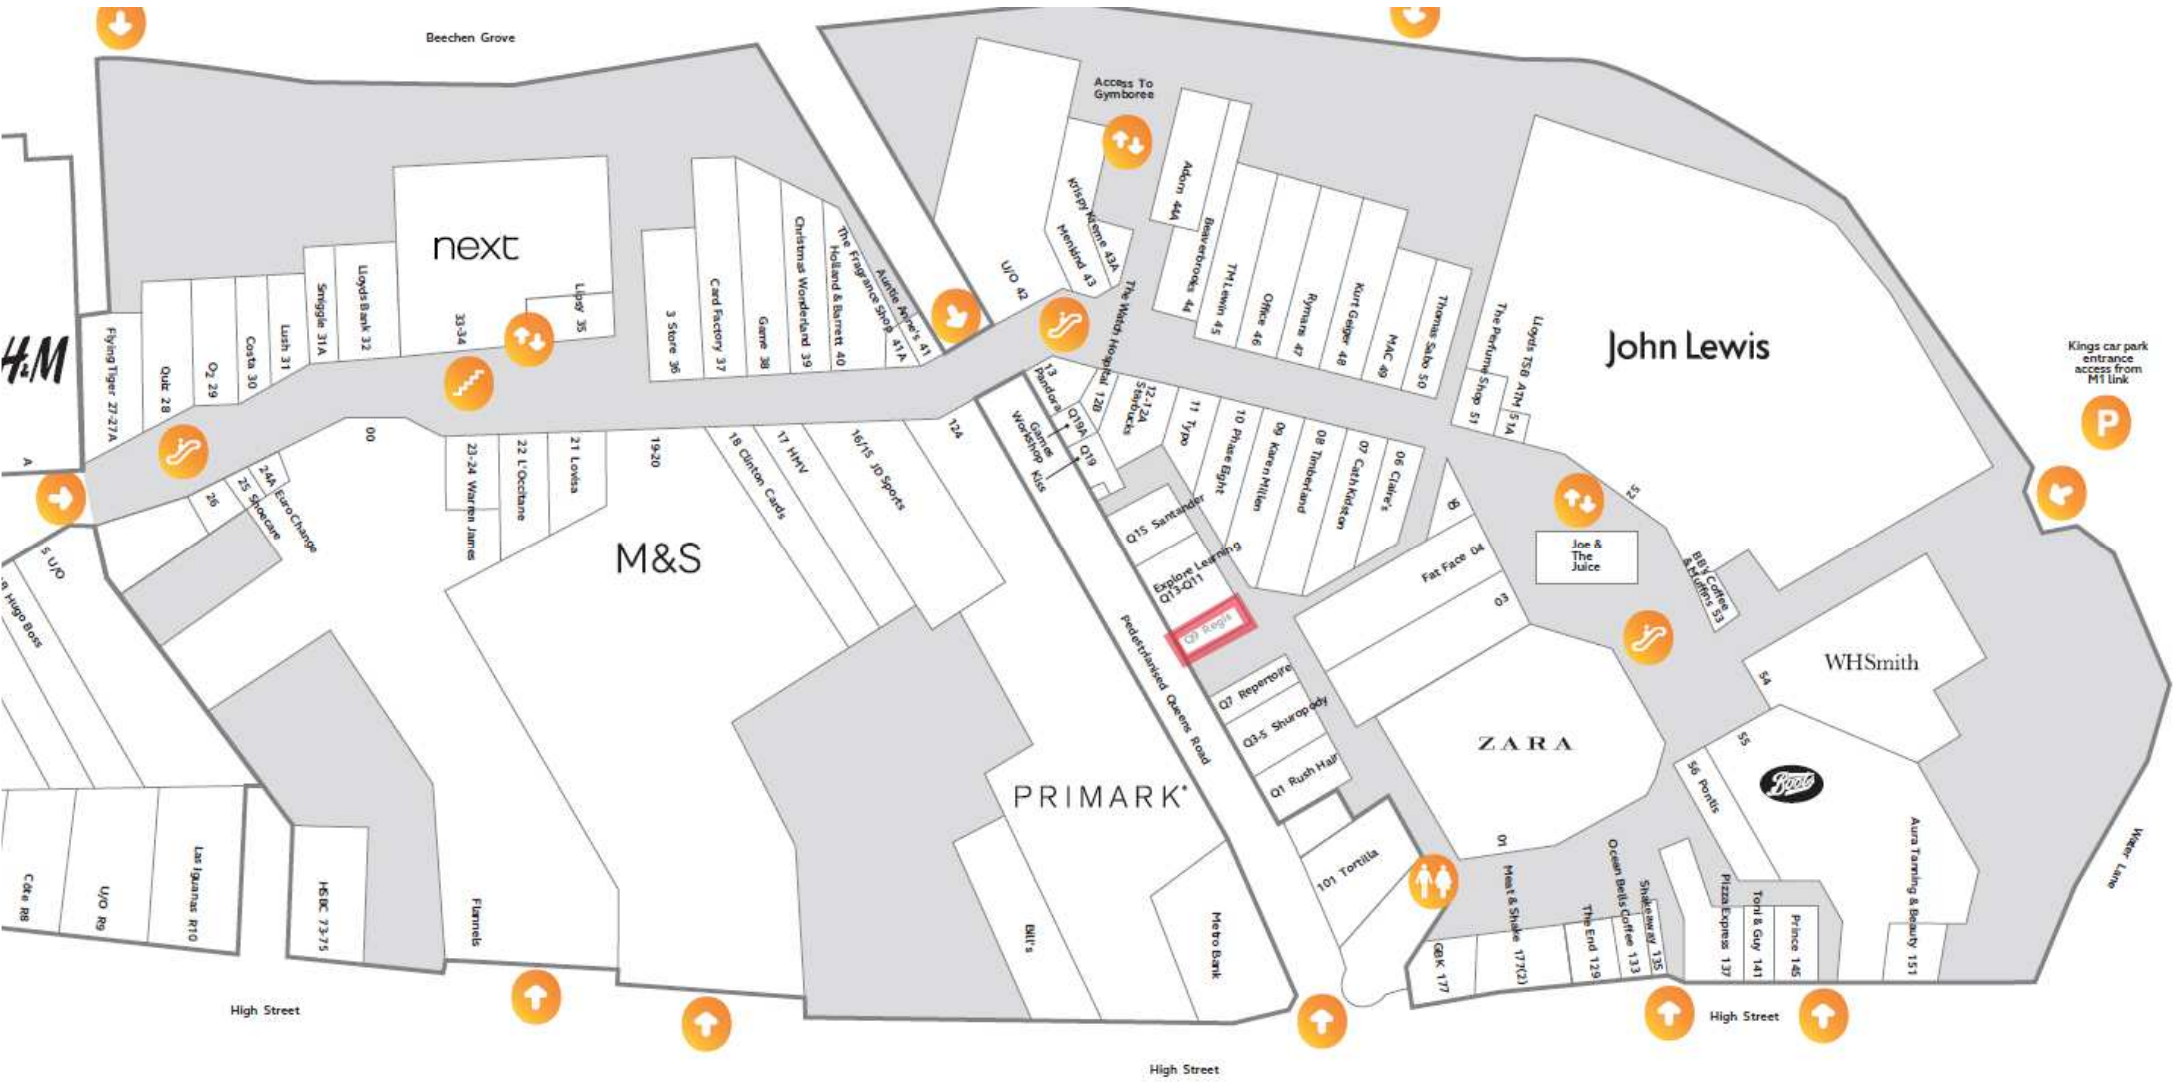 Beechen Grove
Access To
Gymboree
H&M
A
Flying Tiger 27-27A
Quiz 28
O2 29
Costa 30
Lush 31
Smiggle 31A
Lloyds Bank 32
next
33-34
Lipsy 35
3 Store 36
Card Factory 37
Game 38
Christmas Wonderland 39
Holland & Barrett 40
The Fragrance Shop 41A
Auntie Anne's 41
U/O 42
Menkind 43
Krispy Kreme 43A
Adorn 44A
Beaverbrooks 44
TM Lewin 45
Office 46
Rymans 47
Kurt Geiger 48
MAC 49
Thomas Sabo 50
The Perfume Shop 51
Lloyds TSB ATM 51A
John Lewis
Kings car park
entrance
access from
M1 link
P
The Watch Hospital 12B
13
Pandora
12-12A
Starbucks
11 Typo
10 Phase Eight
09 Karen Millen
08 Timberland
07 Cath Kidston
06 Claire's
Q19A
Games
Workshop
Q19
Kiss
Q15 Santander
Explore Learning
Q13-Q11
Q9 Regis
Q7 Repertoire
Q3-5 Shuropody
Q1 Rush Hair
Pedestrianised Queens Road
Fat Face 04
03
52
Joe &
The
Juice
BB's Coffee
& Muffins 53
WHSmith
54
55
56 Pontis
Boots
ZARA
01
101 Tortilla
GBK 177
Meat & Shake 177(2)
The End 129
Ocean Bells Coffee 133
Shakeaway 135
Pizza Express 137
Toni & Guy 141
Prince 145
Aura Tanning & Beauty 151
Water Lane
00
26
25 Shoecare
24A Euro Change
23-24 Warren James
22 L'Occitane
21 Lovisa
19-20
18 Clinton Cards
17 HMV
16/15 JD Sports
124
M&S
PRIMARK
Bill's
Metro Bank
5 U/O
Hugo Boss
Côte R8
U/O R9
Las Iguanas R10
HSBC 73-75
Flannels
High Street
High Street
High Street